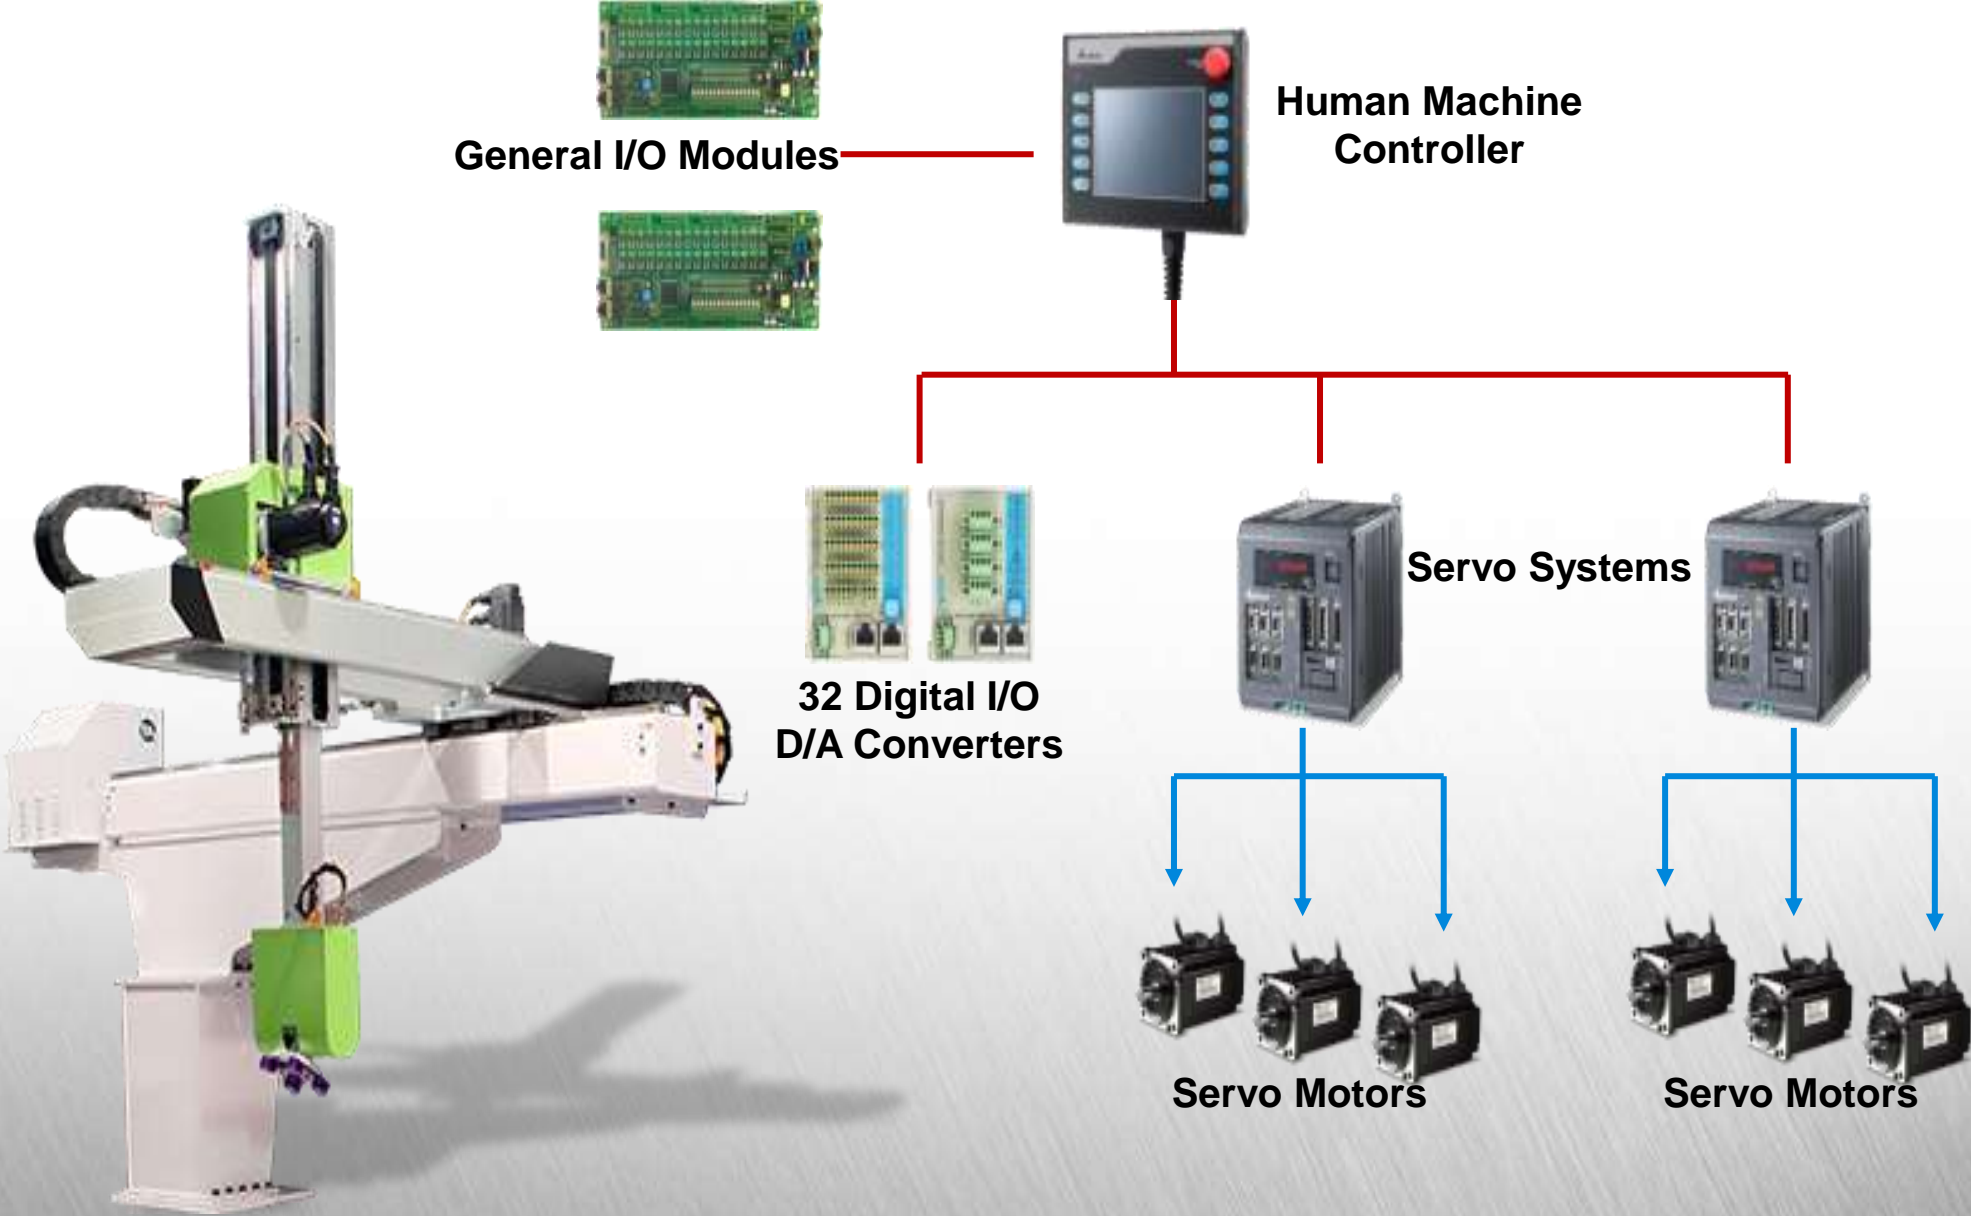 Human Machine
Controller
General I/O Modules
Servo Systems
32 Digital I/O
D/A Converters
Servo Motors
Servo Motors